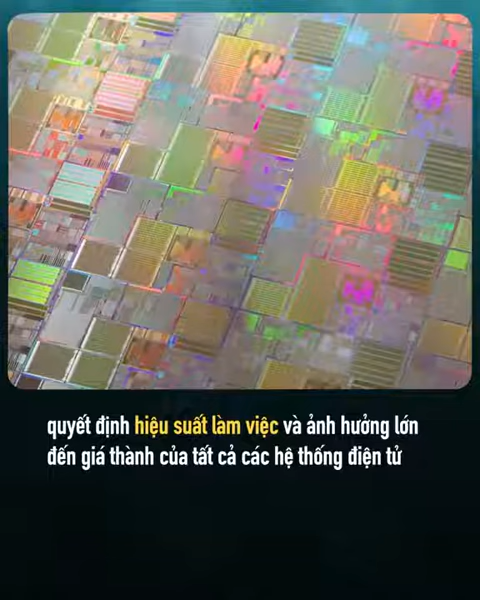 quyết định hiệu suất làm việc và ảnh hưởng lớn
đến giá thành của tất cả các hệ thống điện tử